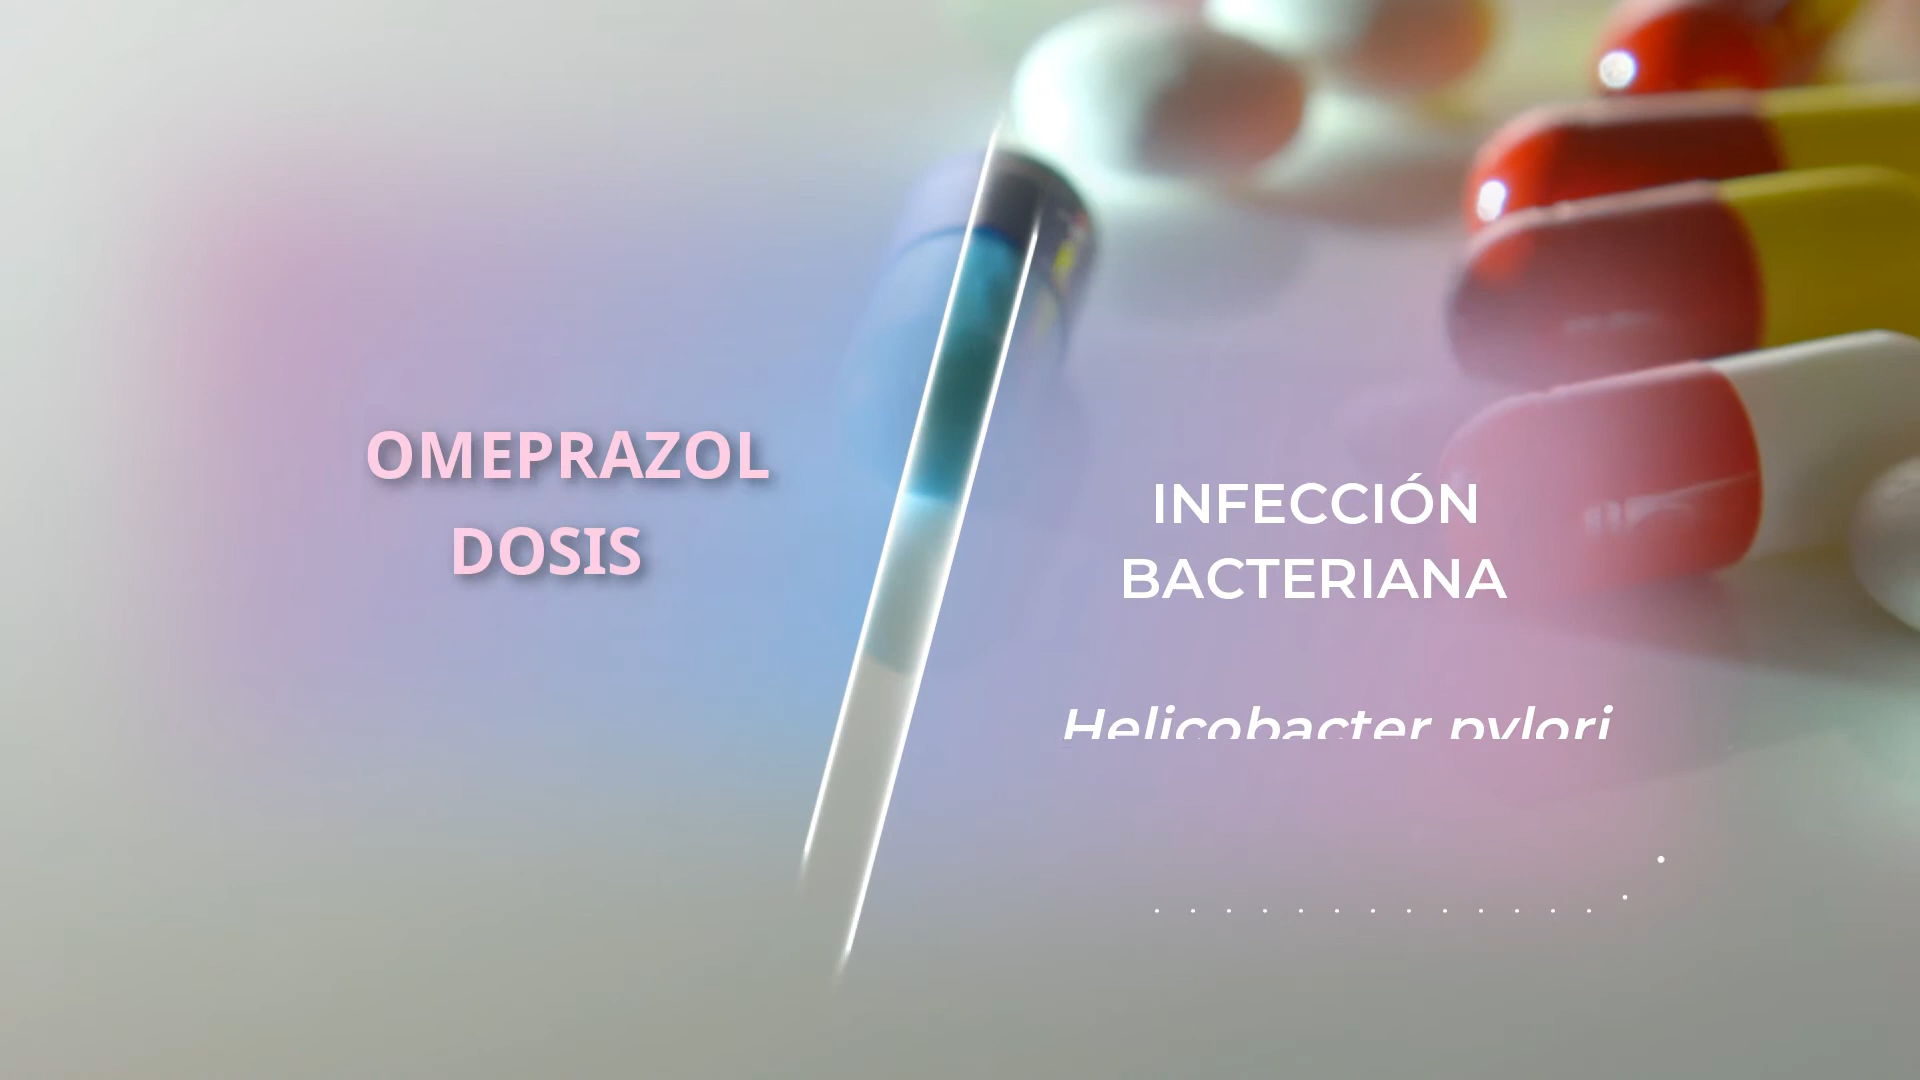 OMEPRAZOL
DOSIS
INFECCIÓN
BACTERIANA
Helicobacter pylori